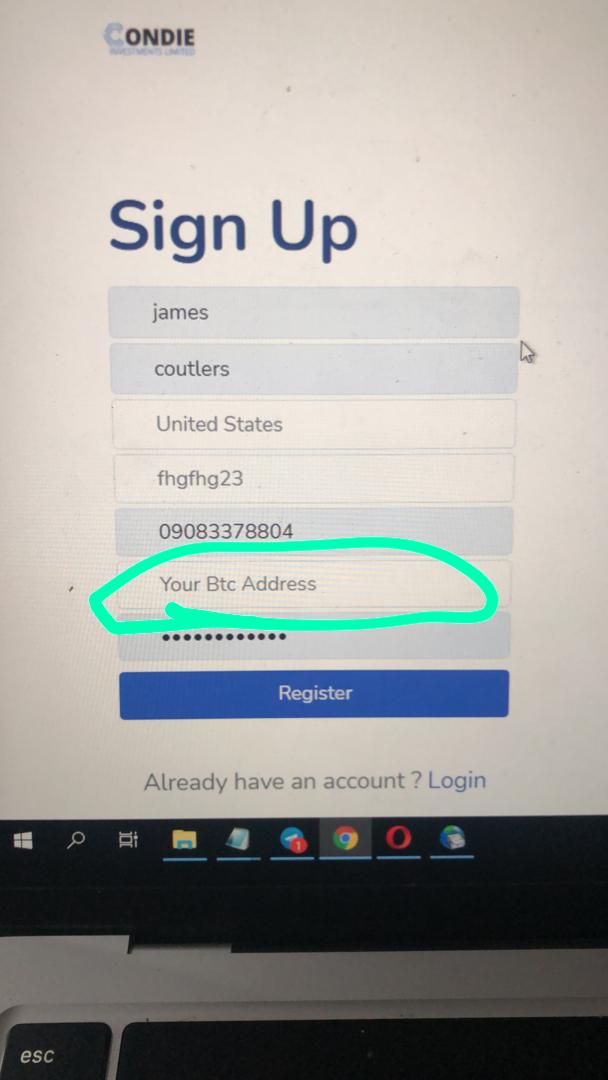 CONDIE
INVESTMENTS LIMITED
Sign Up
james
coutlers
United States
fhgfhg23
09083378804
Your Btc Address
••••••••••••
Register
Already have an account ? Login
1
esc